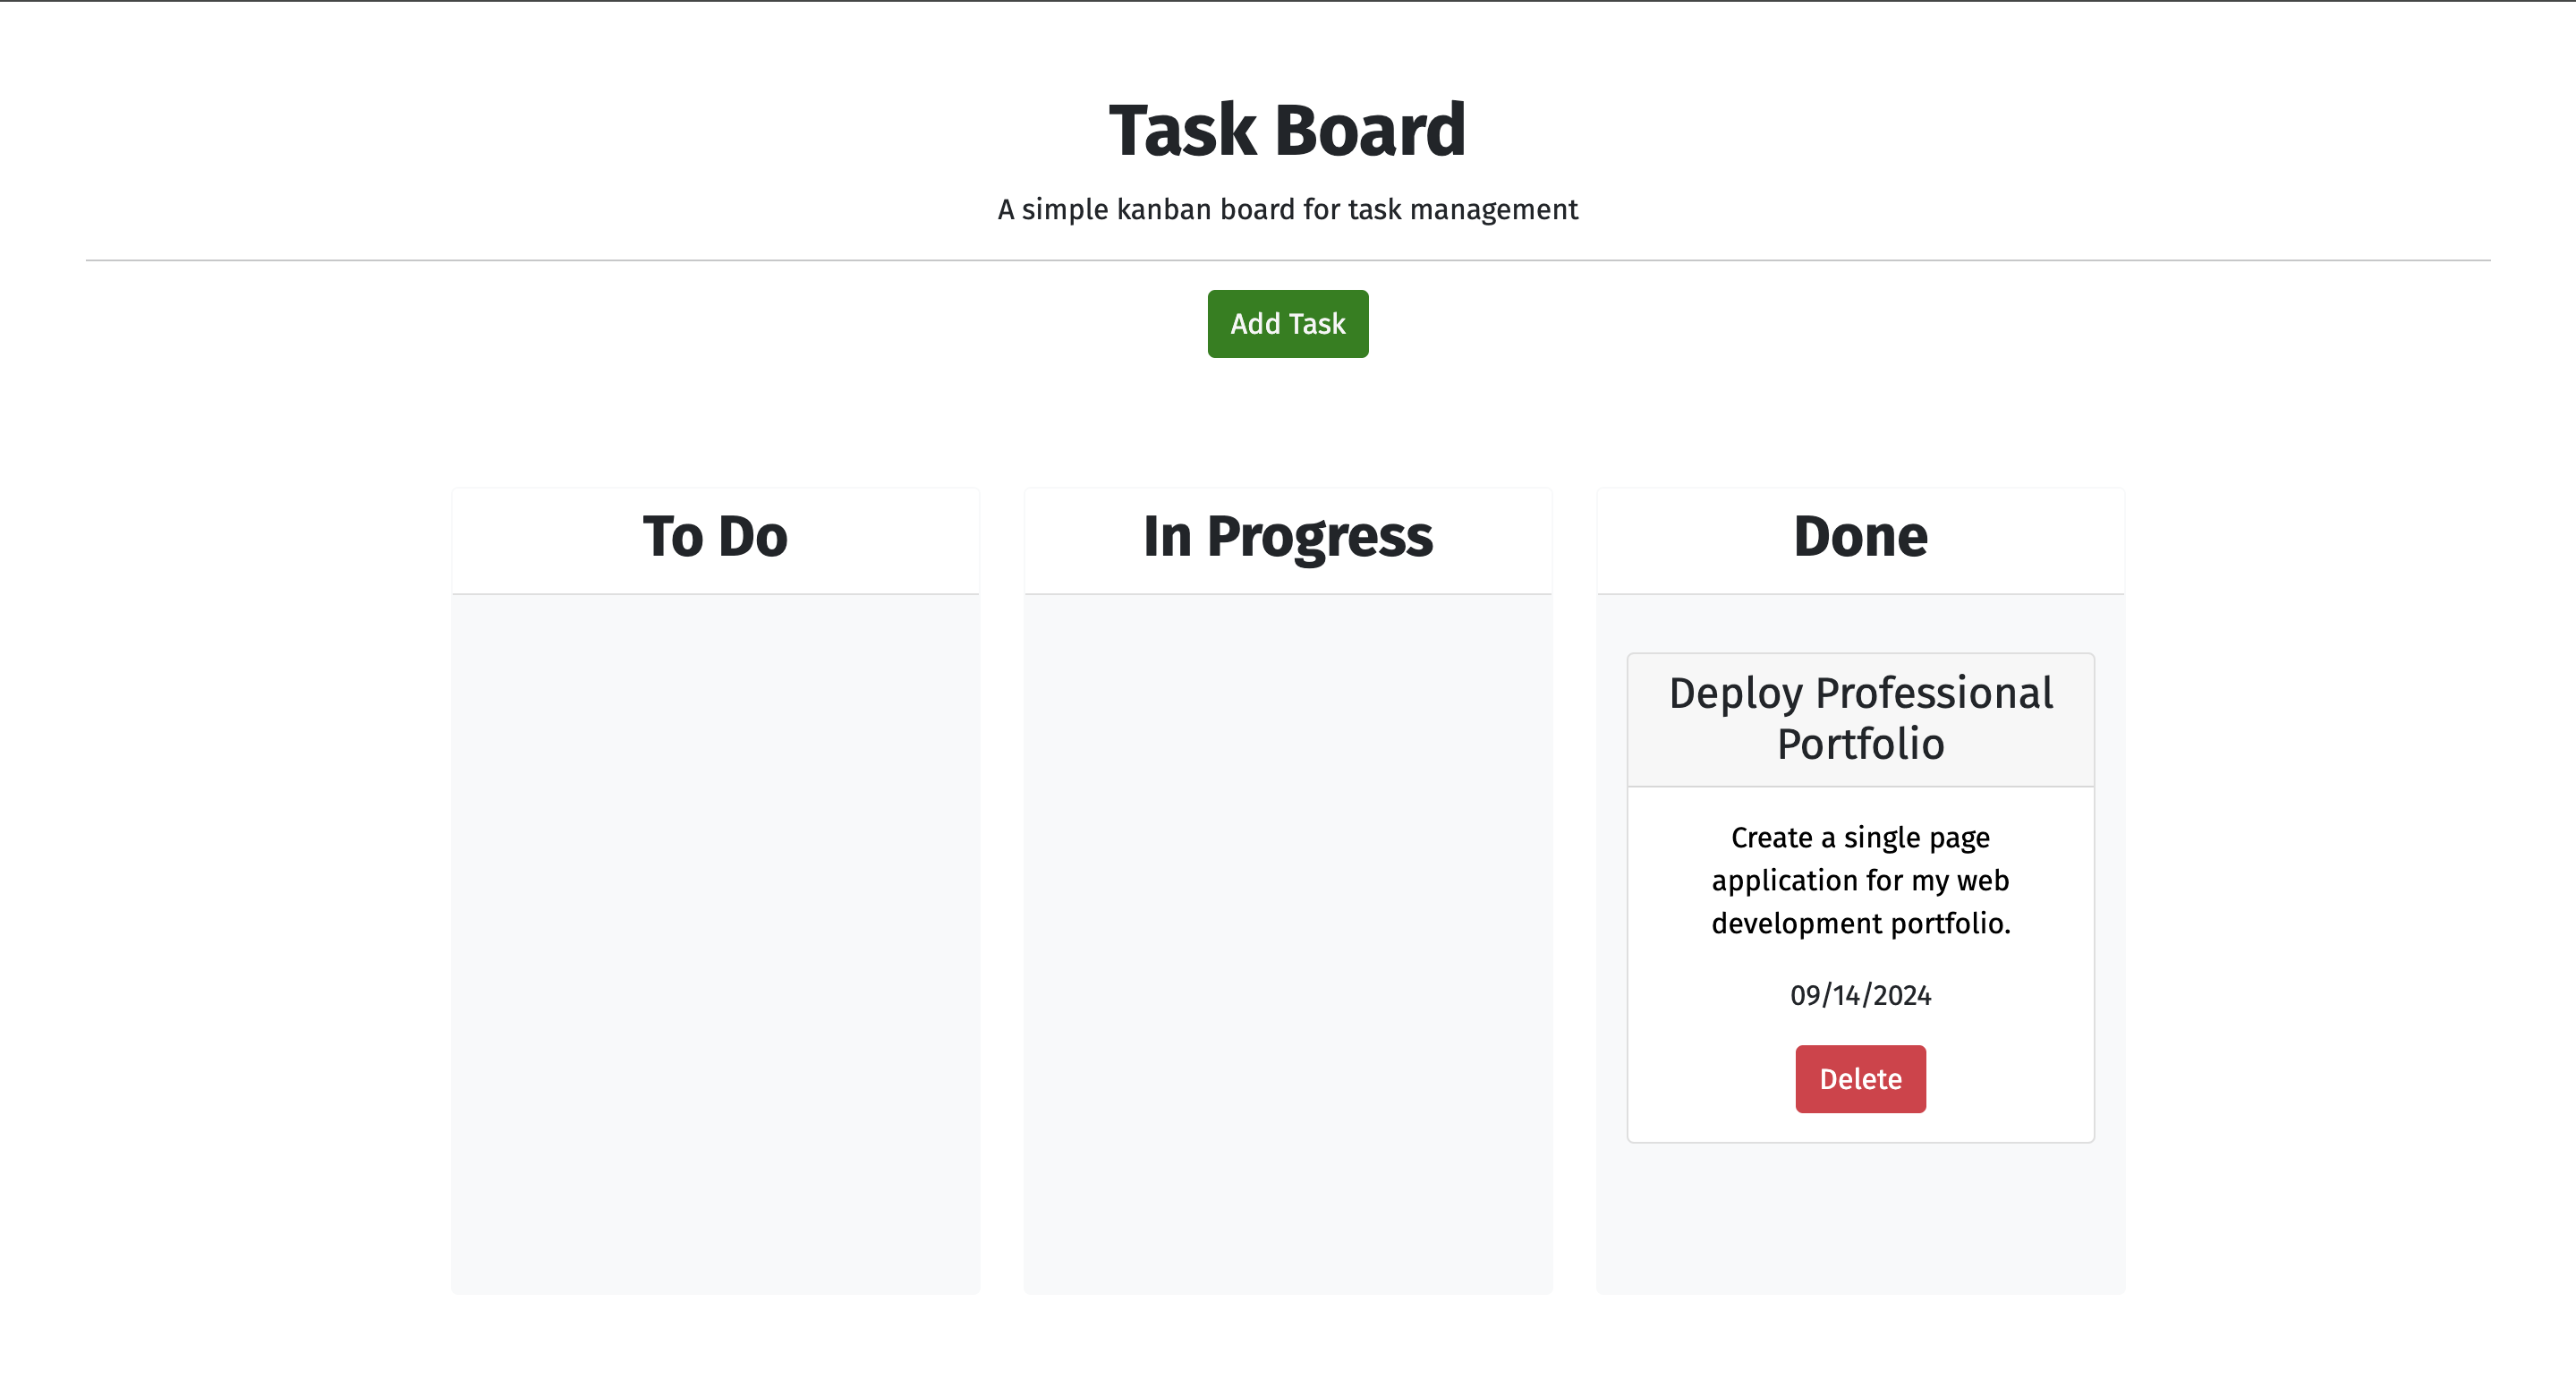 Task Board
A simple kanban board for task management
Add Task
To Do
In Progress
Done
Deploy Professional
Portfolio
Create a single page
application for my web
development portfolio.
09/14/2024
Delete